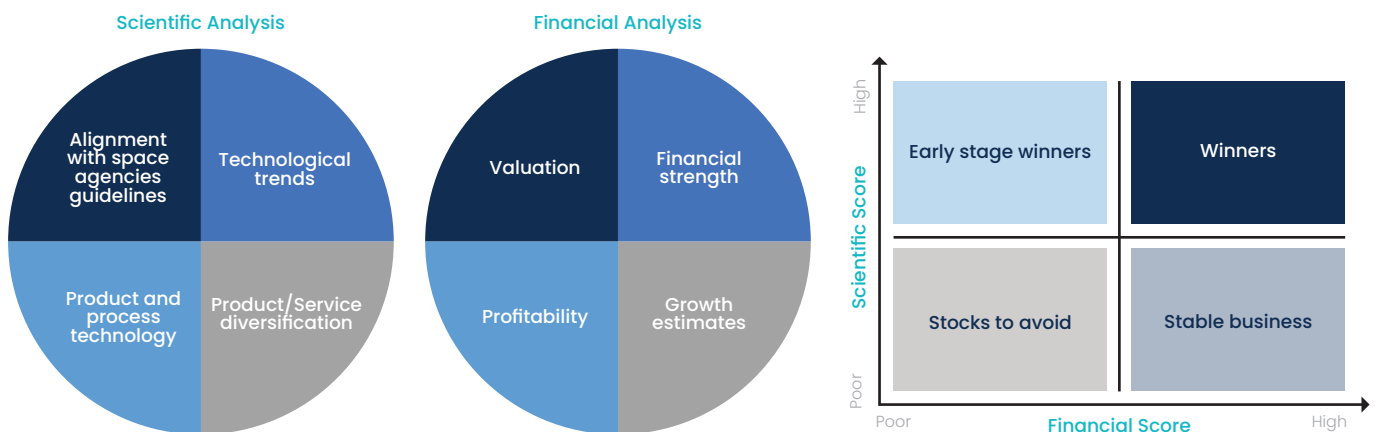 Scientific Analysis
Alignment
with space
agencies
guidelines
Technological
trends
Product and
process
technology
Product/Service
diversification
Financial Analysis
Valuation
Financial
strength
Profitability
Growth
estimates
High
Scientific Score
Poor
Early stage winners
Winners
Stocks to avoid
Stable business
Poor
Financial Score
High